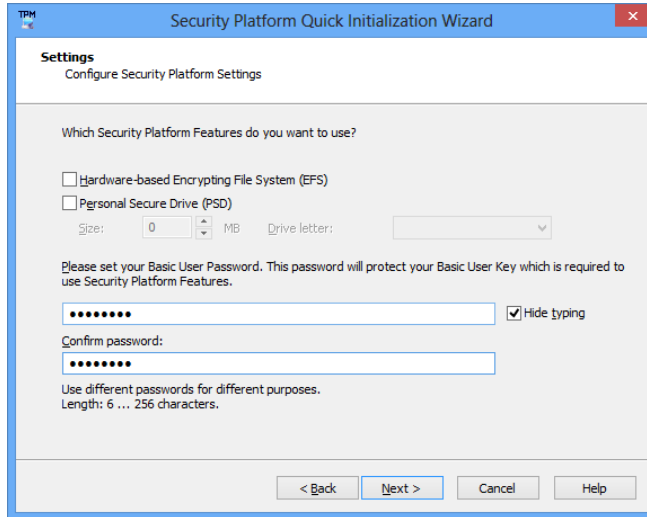 TPM
Security Platform Quick Initialization Wizard
Settings
Configure Security Platform Settings
Which Security Platform Features do you want to use?
Hardware-based Encrypting File System (EFS)
Personal Secure Drive (PSD)
Size: 0 MB Drive letter:
Please set your Basic User Password. This password will protect your Basic User Key which is required to
use Security Platform Features.
●●●●●●●● Hide typing
Confirm password:
●●●●●●●●
Use different passwords for different purposes.
Length: 6 ... 256 characters.
< Back Next > Cancel Help